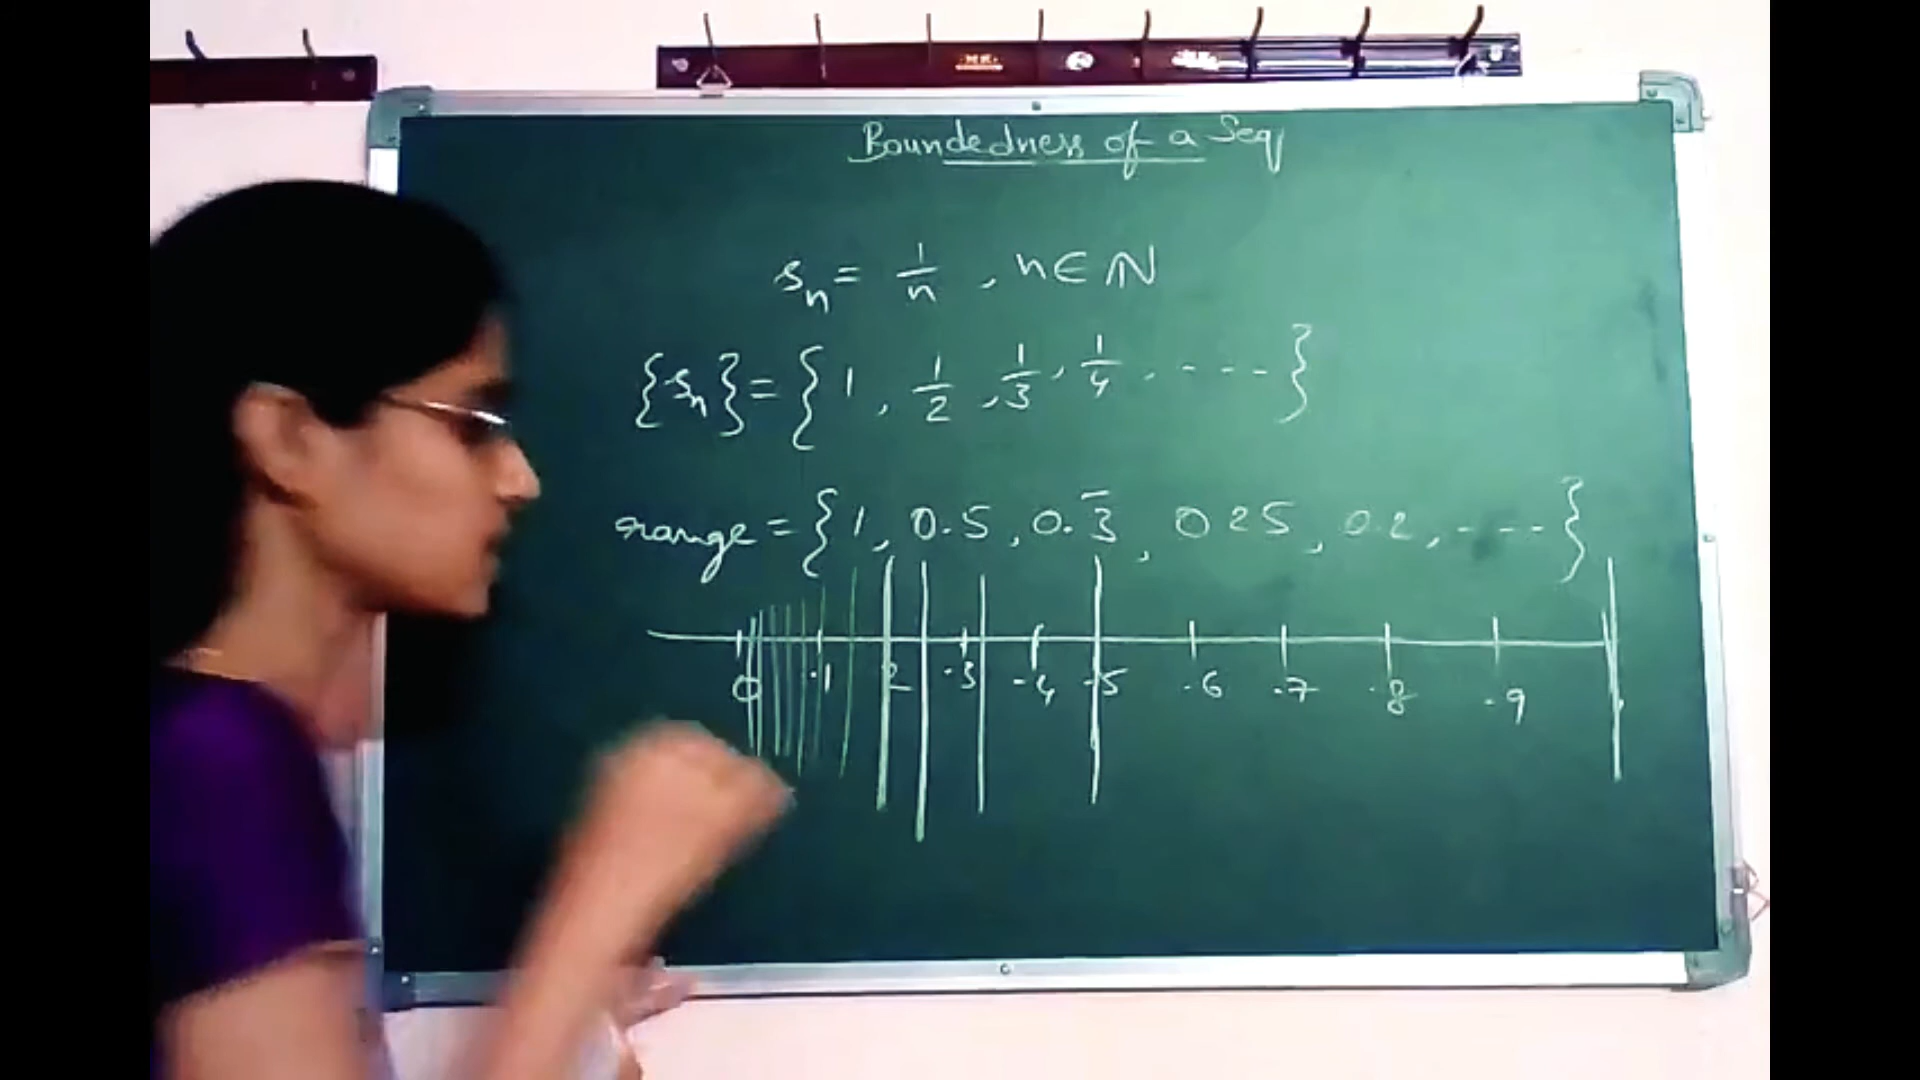 Boundedness of a Seq
sₙ = 1/n , n ∈ ℕ
{sₙ} = { 1 , 1/2 , 1/3 , 1/4 , - - - - }
range = { 1 , 0.5 , 0.3̅ , 0 25 , 0.2 , - - - - }
0 .1 2 .3 .4 .5 .6 .7 .8 .9